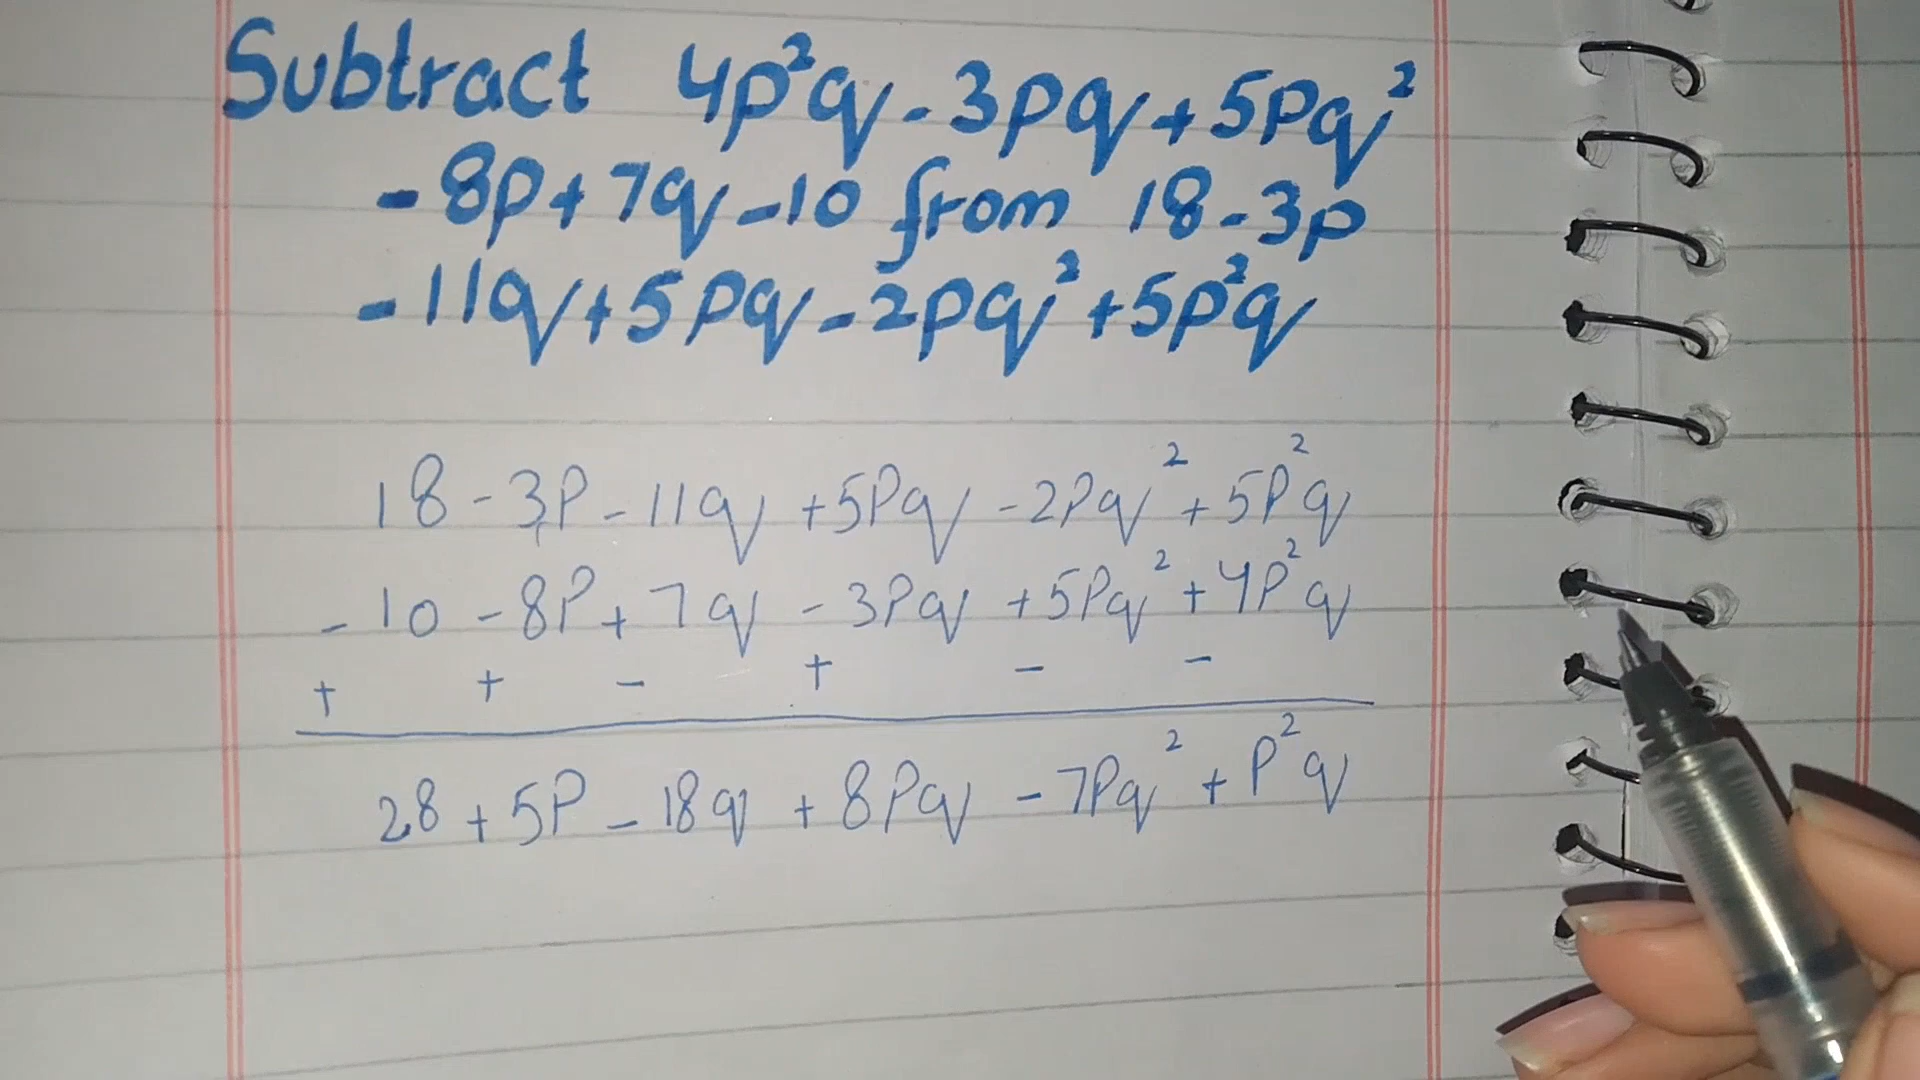 Subtract 4p²q - 3pq + 5pq²
- 8p + 7q - 10 from 18 - 3p
- 11q + 5pq - 2pq² + 5p²q
18 - 3p - 11q + 5pq - 2pq² + 5p²q
- 10 - 8p + 7q - 3pq + 5pq² + 4p²q
+ + - + - -
28 + 5p - 18q + 8pq - 7pq² + p²q